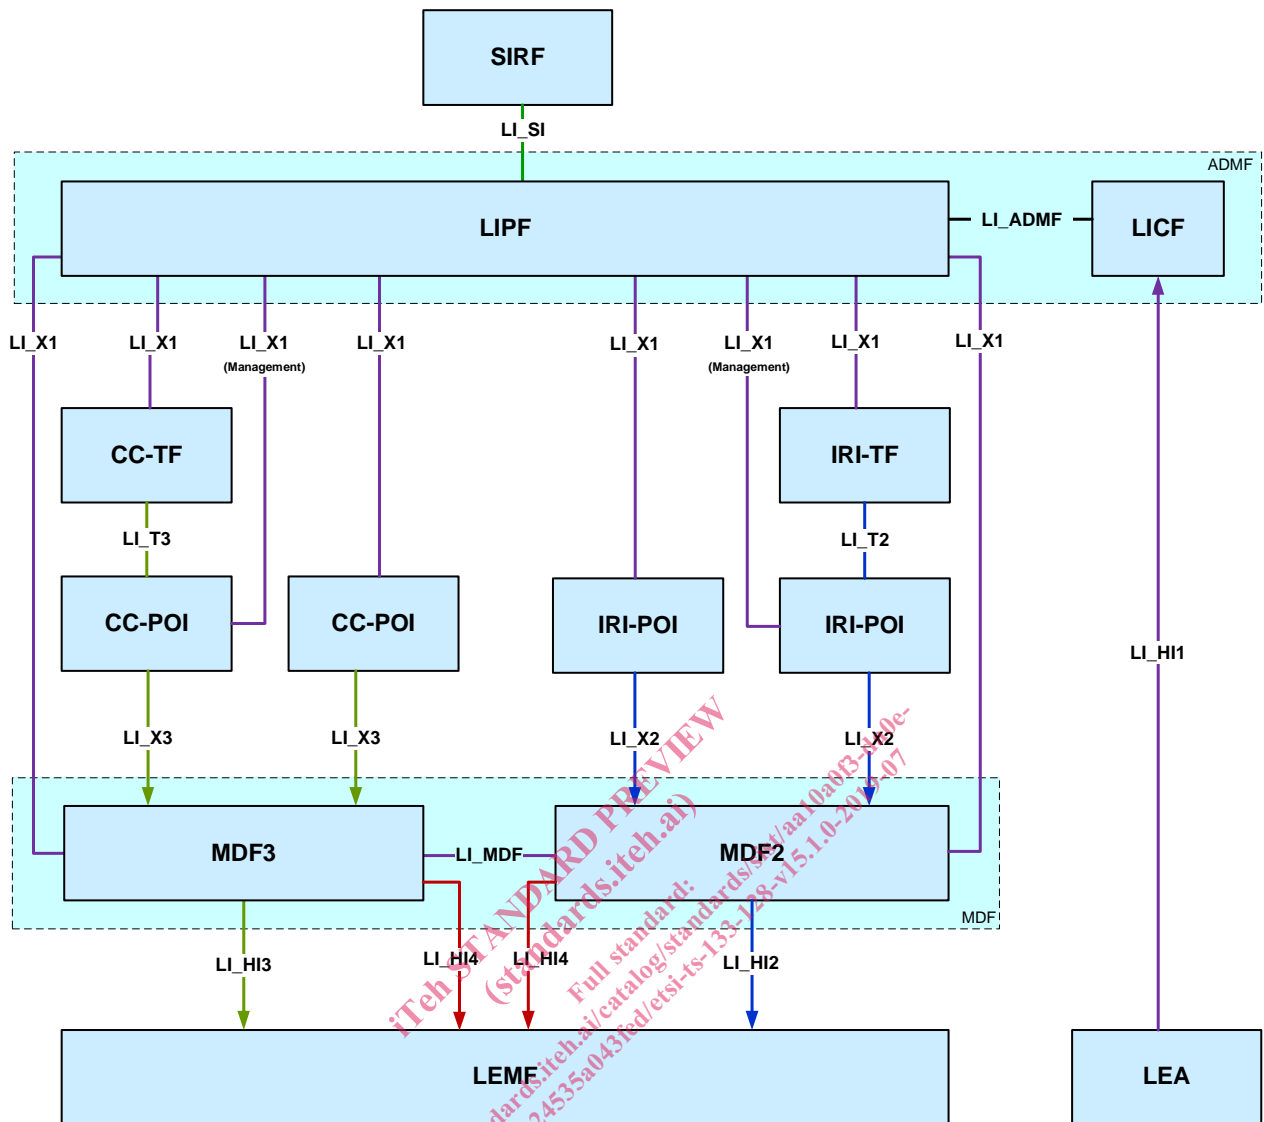 SIRF
LI_SI
ADMF
LIPF
LI_ADMF
LICF
LI_X1
LI_X1
LI_X1
(Management)
LI_X1
LI_X1
LI_X1
(Management)
LI_X1
LI_X1
CC-TF
IRI-TF
LI_T3
LI_T2
CC-POI
CC-POI
IRI-POI
IRI-POI
LI_HI1
LI_X3
LI_X3
LI_X2
LI_X2
MDF3
LI_MDF
MDF2
MDF
LI_HI3
LI_HI4
LI_HI4
LI_HI2
LEMF
LEA
iTeh STANDARD PREVIEW
(standards.iteh.ai)
Full standard: